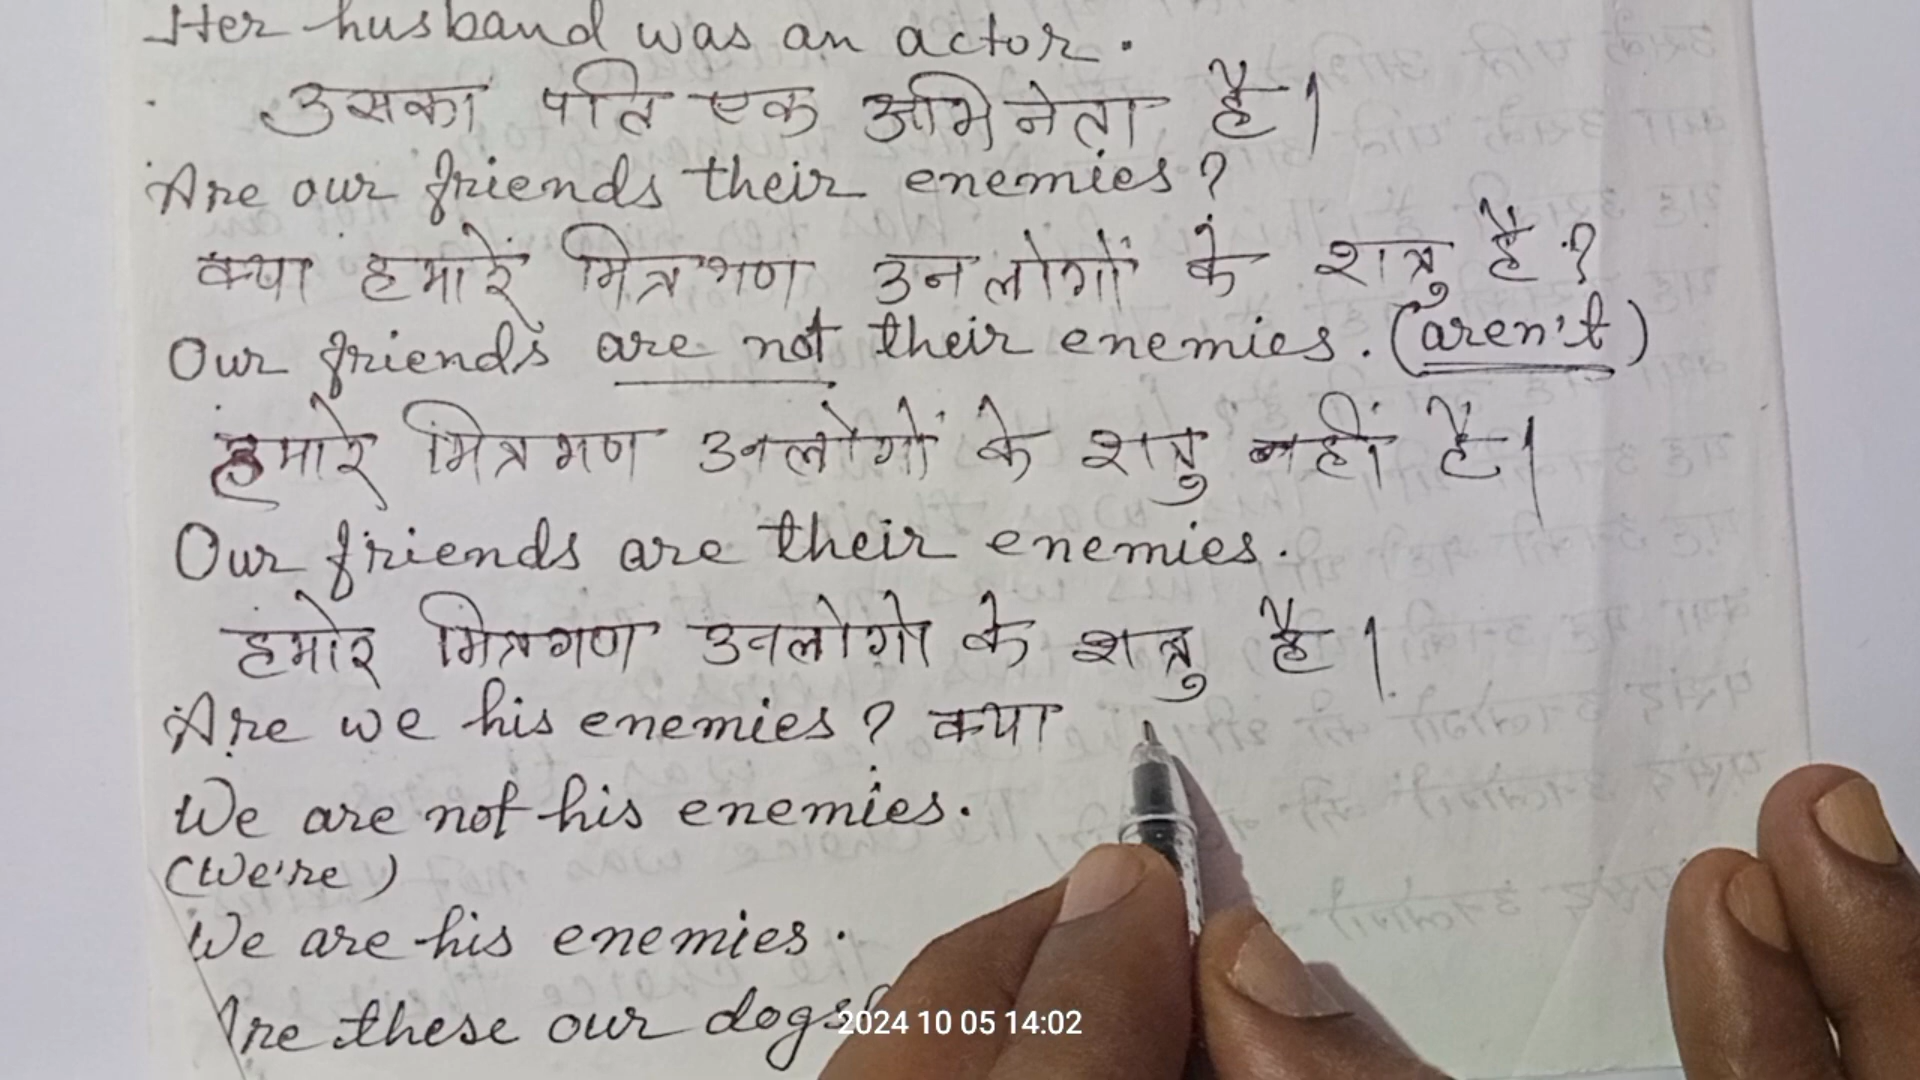 Her husband was an actor.
उसका पति एक अभिनेता है।
Are our friends their enemies?
क्या हमारें मित्रगण उनलोगों के शत्रु हैं?
Our friends are not their enemies. (aren't)
हमारे मित्रगण उनलोगों के शत्रु नहीं हैं।
Our friends are their enemies.
हमारे मित्रगण उनलोगो के शत्रु है।
Are we his enemies? क्या
We are not his enemies.
(We're)
We are his enemies.
Are these our dogs
2024 10 05 14:02